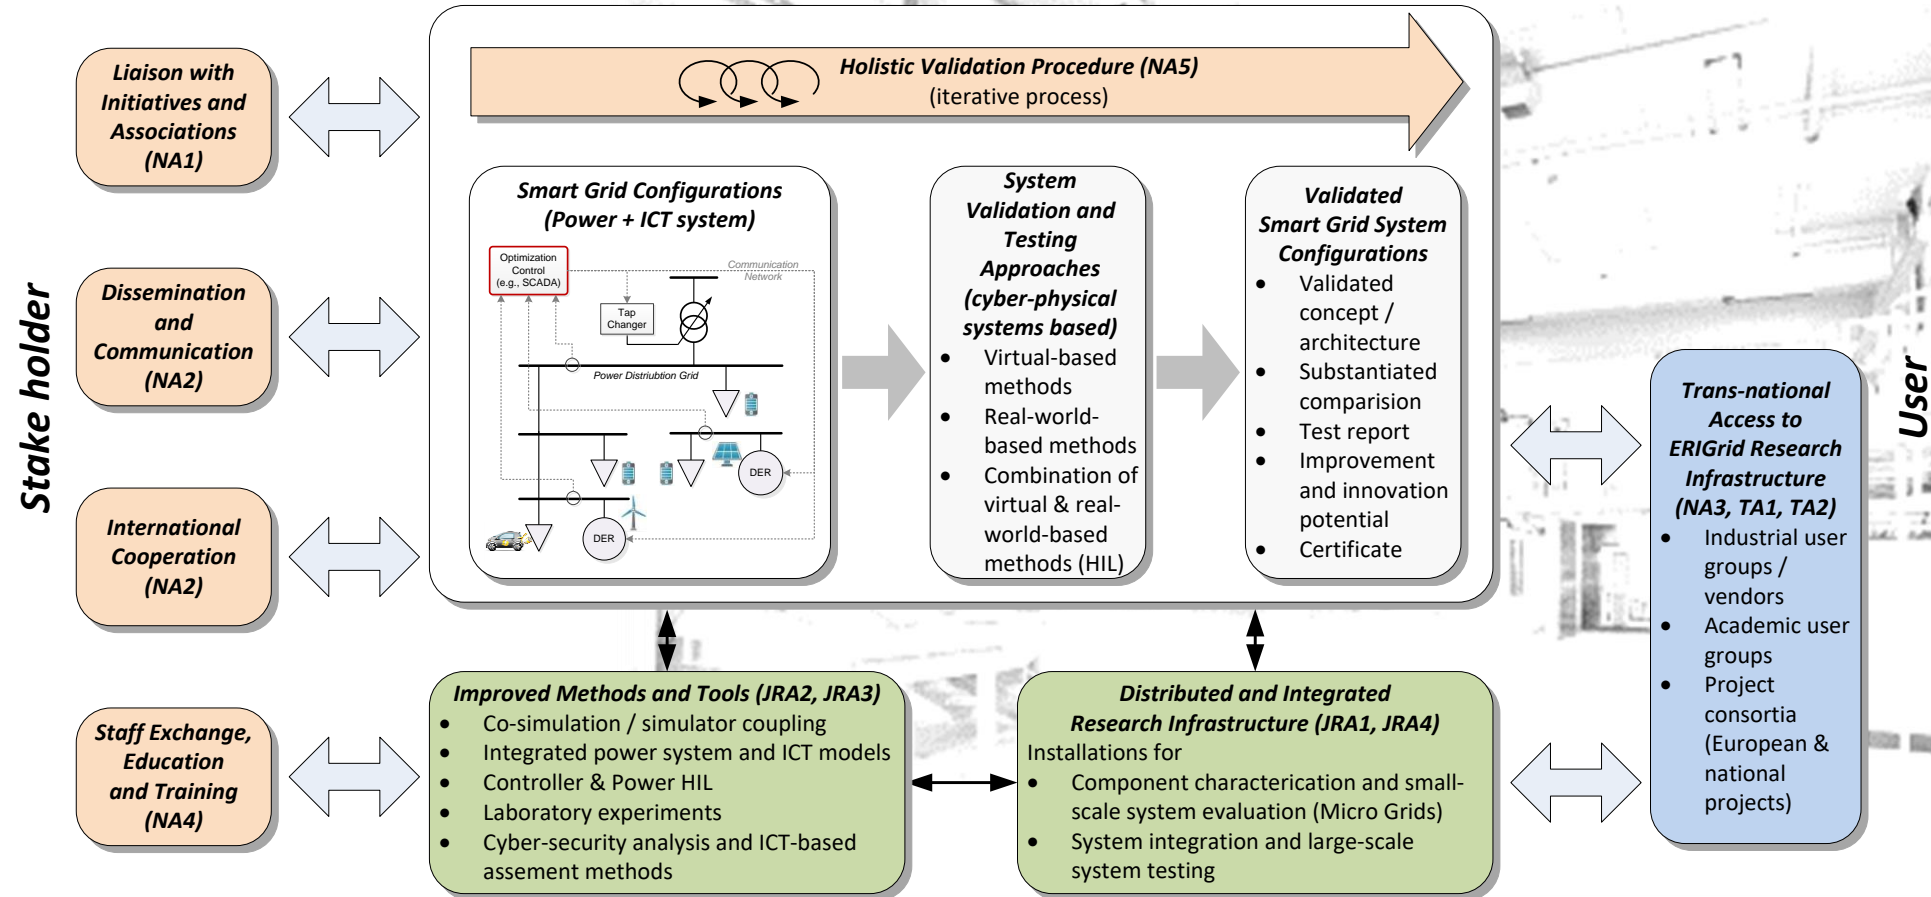 Stake holder
Liaison with
Initiatives and
Associations
(NA1)
Dissemination
and
Communication
(NA2)
International
Cooperation
(NA2)
Staff Exchange,
Education
and Training
(NA4)
Holistic Validation Procedure (NA5)
(iterative process)
Smart Grid Configurations
(Power + ICT system)
Optimization
Control
(e.g., SCADA)
Communication
Network
Tap
Changer
Power Distriubtion Grid
DER
DER
System
Validation and
Testing
Approaches
(cyber-physical
systems based)
• Virtual-based
methods
• Real-world-
based methods
• Combination of
virtual & real-
world-based
methods (HIL)
Validated
Smart Grid System
Configurations
• Validated
concept /
architecture
• Substantiated
comparision
• Test report
• Improvement
and innovation
potential
• Certificate
Improved Methods and Tools (JRA2, JRA3)
• Co-simulation / simulator coupling
• Integrated power system and ICT models
• Controller & Power HIL
• Laboratory experiments
• Cyber-security analysis and ICT-based
assement methods
Distributed and Integrated
Research Infrastructure (JRA1, JRA4)
Installations for
• Component characterication and small-
scale system evaluation (Micro Grids)
• System integration and large-scale
system testing
Trans-national
Access to
ERIGrid Research
Infrastructure
(NA3, TA1, TA2)
• Industrial user
groups /
vendors
• Academic user
groups
• Project
consortia
(European &
national
projects)
User